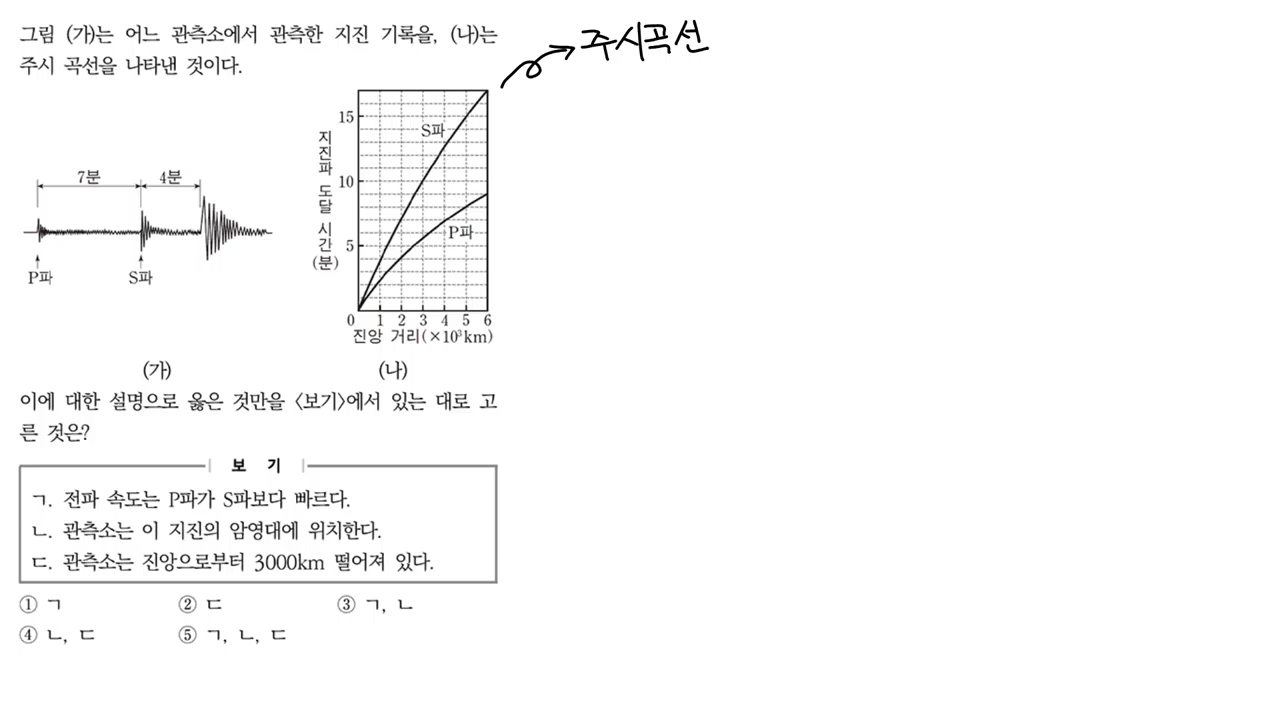 그림 (가)는 어느 관측소에서 관측한 지진 기록을, (나)는
주시 곡선을 나타낸 것이다.
주시곡선
7분
4분
P파
S파
(가)
지진파 도달 시간(분)
15
10
5
S파
P파
0 1 2 3 4 5 6
진앙 거리(×10³km)
(나)
이에 대한 설명으로 옳은 것만을 〈보기〉에서 있는 대로 고
른 것은?
보 기
ㄱ. 전파 속도는 P파가 S파보다 빠르다.
ㄴ. 관측소는 이 지진의 암영대에 위치한다.
ㄷ. 관측소는 진앙으로부터 3000km 떨어져 있다.
① ㄱ ② ㄷ ③ ㄱ, ㄴ
④ ㄴ, ㄷ ⑤ ㄱ, ㄴ, ㄷ